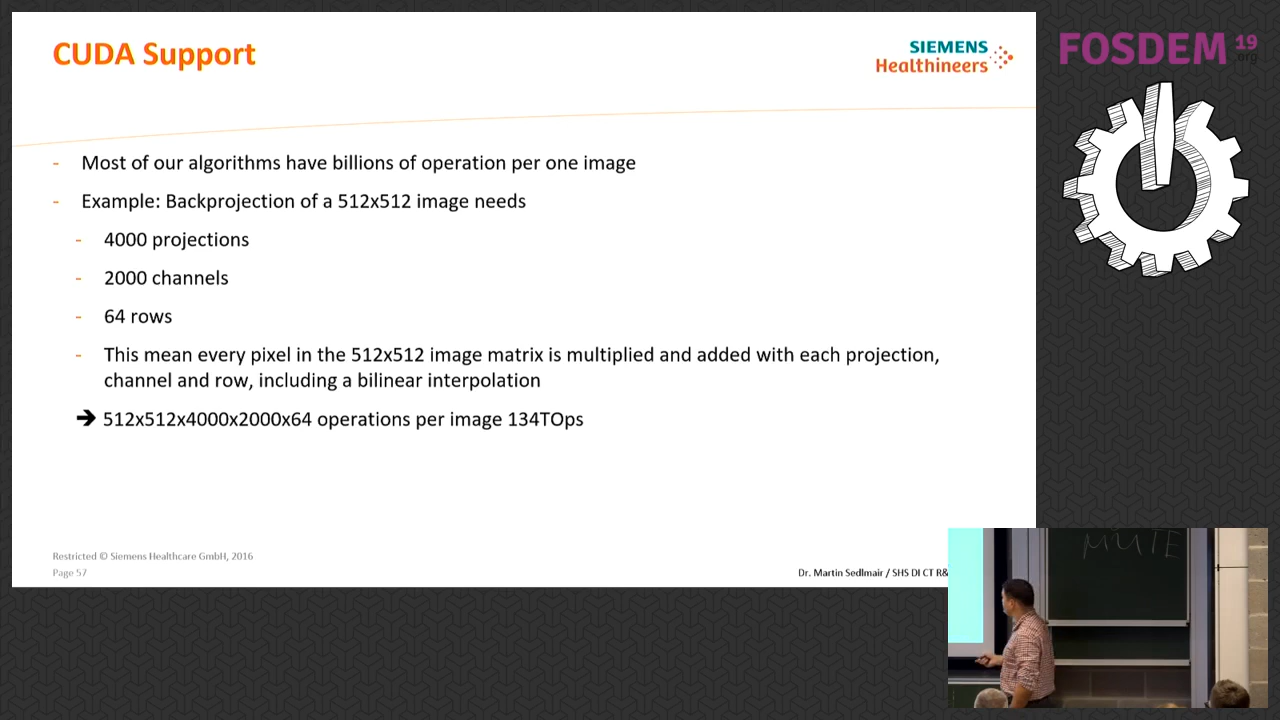 CUDA Support
SIEMENS
Healthineers
FOSDEM 19
.org
- Most of our algorithms have billions of operation per one image
- Example: Backprojection of a 512x512 image needs
- 4000 projections
- 2000 channels
- 64 rows
- This mean every pixel in the 512x512 image matrix is multiplied and added with each projection,
channel and row, including a bilinear interpolation
➔ 512x512x4000x2000x64 operations per image 134TOps
Restricted © Siemens Healthcare GmbH, 2016
Page 57
Dr. Martin Sedlmair / SHS DI CT R&
MUTE